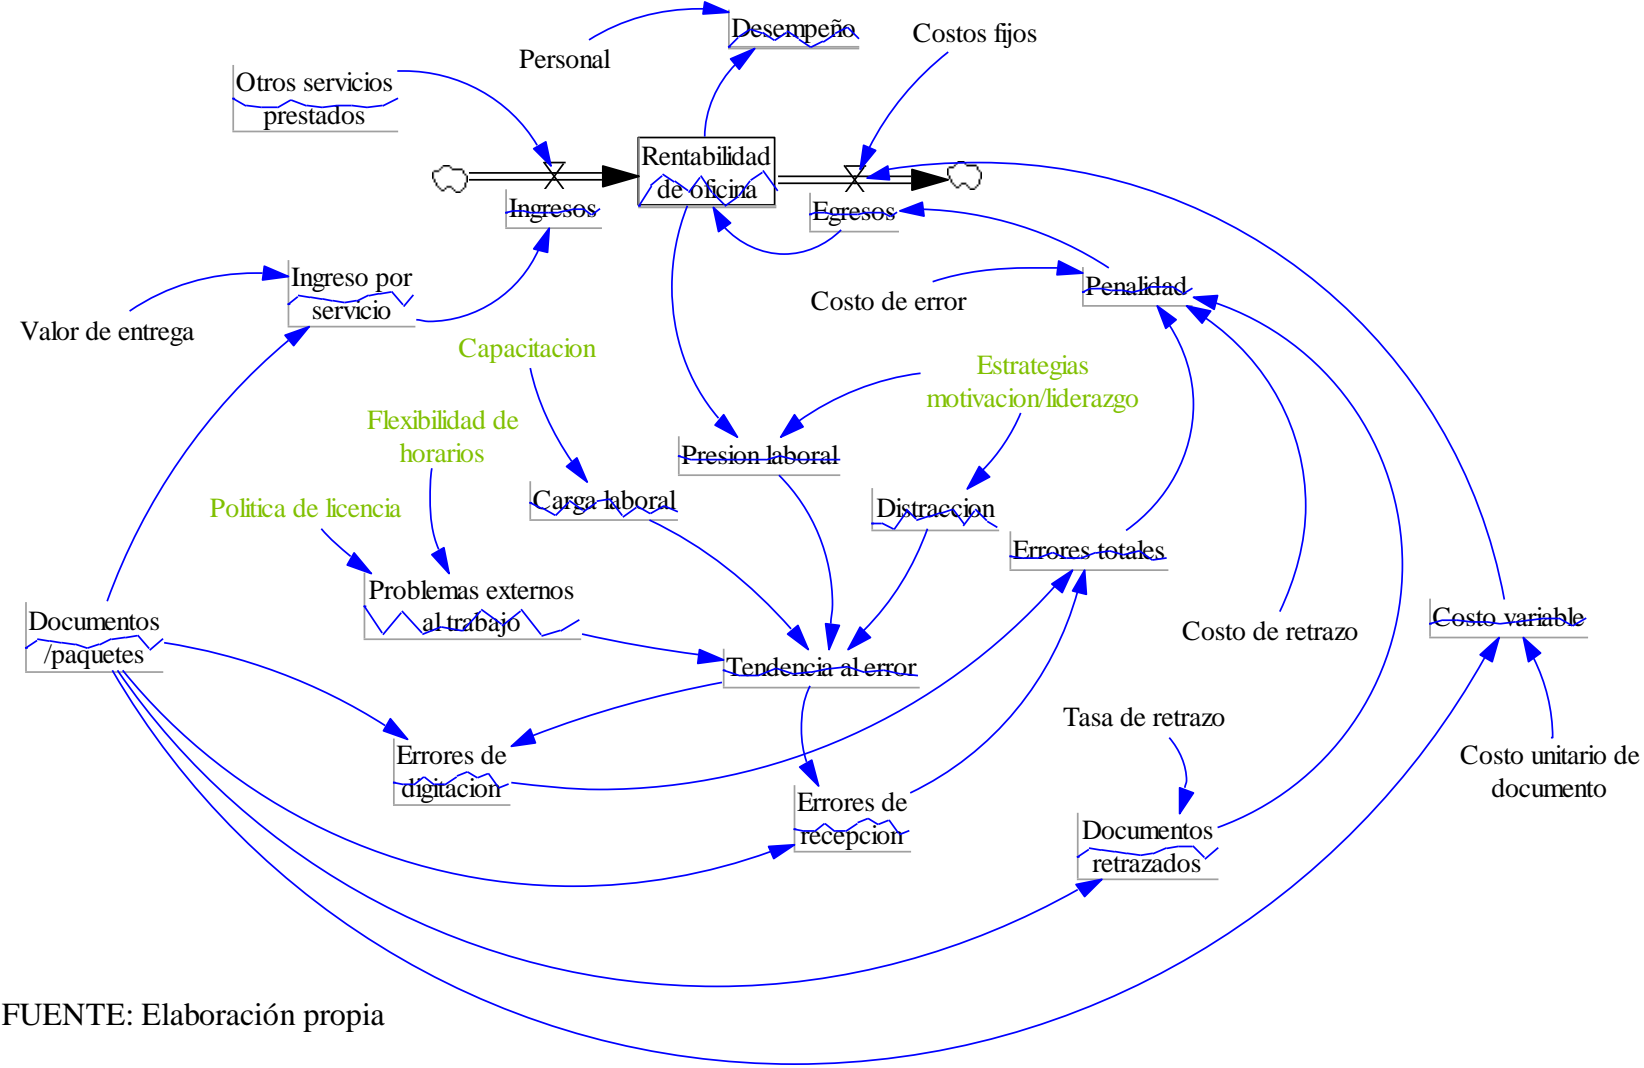 Desempeño
Costos fijos
Personal
Otros servicios
prestados
Rentabilidad
de oficina
Ingresos
Egresos
Ingreso por
servicio
Penalidad
Costo de error
Valor de entrega
Capacitacion
Estrategias
motivacion/liderazgo
Flexibilidad de
horarios
Presion laboral
Carga laboral
Politica de licencia
Distraccion
Errores totales
Problemas externos
al trabajo
Documentos
/paquetes
Costo variable
Costo de retrazo
Tendencia al error
Tasa de retrazo
Costo unitario de
documento
Errores de
digitacion
Errores de
recepcion
Documentos
retrazados
FUENTE: Elaboración propia